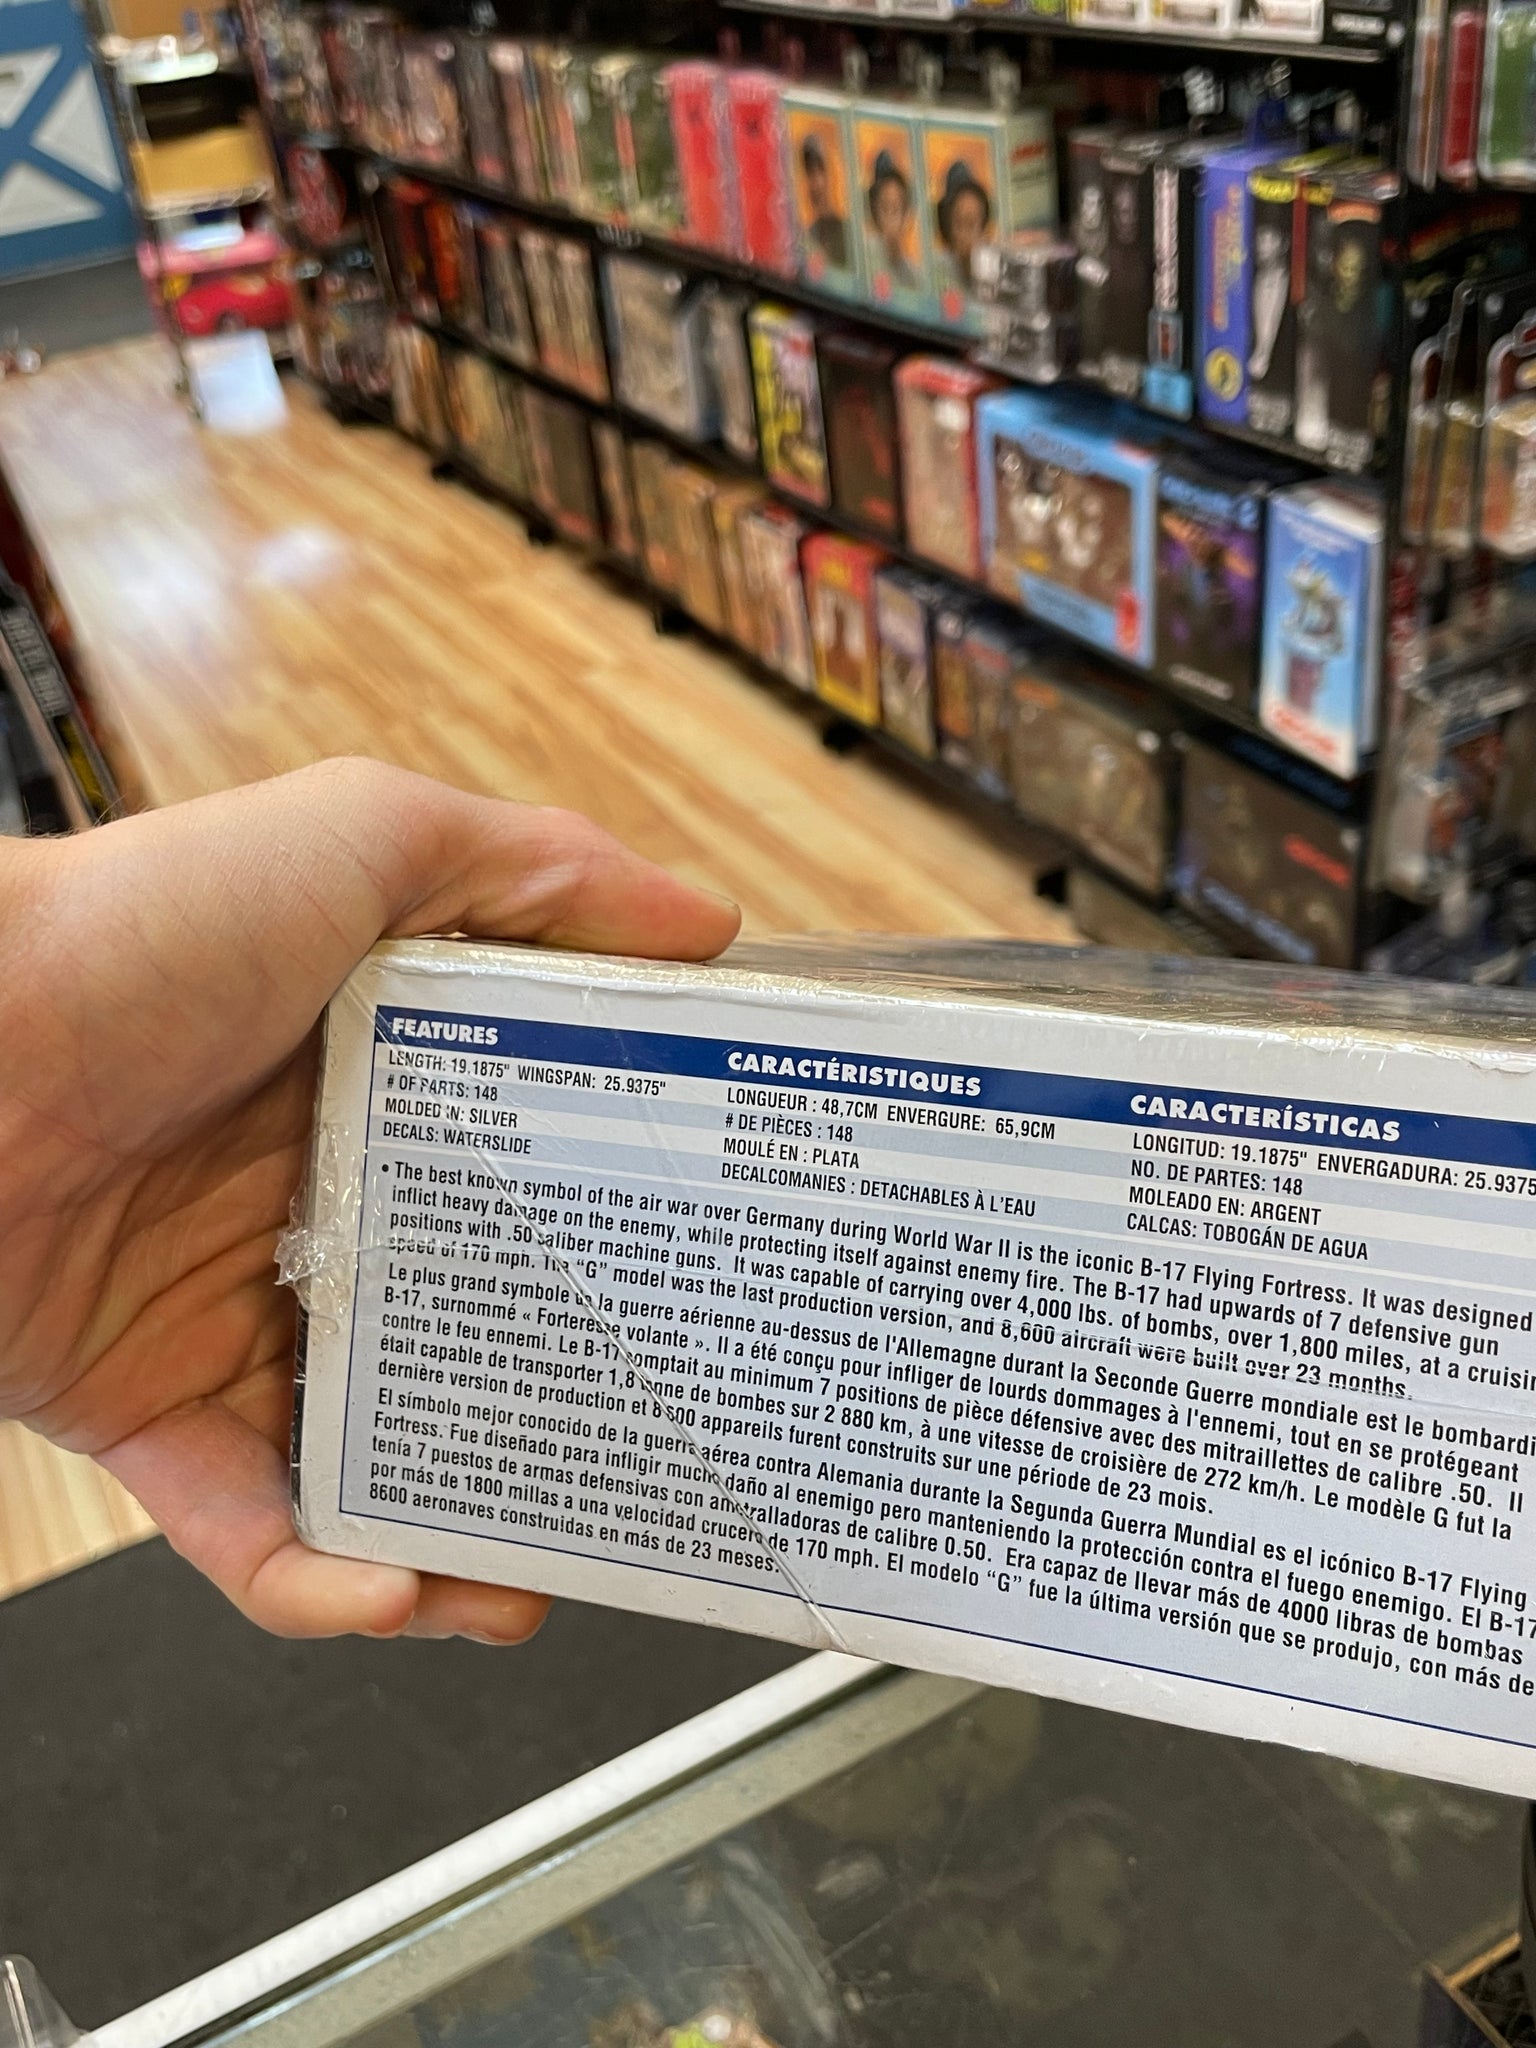 FEATURES
LENGTH: 19.1875" WINGSPAN: 25.9375"
# OF PARTS: 148
MOLDED IN: SILVER
DECALS: WATERSLIDE
CARACTÉRISTIQUES
LONGUEUR : 48,7CM ENVERGURE: 65,9CM
# DE PIÈCES : 148
MOULÉ EN : PLATA
DECALCOMANIES : DETACHABLES À L'EAU
CARACTERÍSTICAS
LONGITUD: 19.1875" ENVERGADURA: 25.9375
NO. DE PARTES: 148
MOLEADO EN: ARGENT
CALCAS: TOBOGÁN DE AGUA
• The best known symbol of the air war over Germany during World War II is the iconic B-17 Flying Fortress. It was designed
inflict heavy damage on the enemy, while protecting itself against enemy fire. The B-17 had upwards of 7 defensive gun
positions with .50 caliber machine guns. It was capable of carrying over 4,000 lbs. of bombs, over 1,800 miles, at a cruisin
speed of 170 mph. The “G” model was the last production version, and 8,600 aircraft were built over 23 months.
Le plus grand symbole de la guerre aérienne au-dessus de l'Allemagne durant la Seconde Guerre mondiale est le bombardi
B-17, surnommé « Forteresse volante ». Il a été conçu pour infliger de lourds dommages à l'ennemi, tout en se protégeant
contre le feu ennemi. Le B-17 comptait au minimum 7 positions de pièce défensive avec des mitraillettes de calibre .50. Il
était capable de transporter 1,8 tonne de bombes sur 2 880 km, à une vitesse de croisière de 272 km/h. Le modèle G fut la
dernière version de production et 8 600 appareils furent construits sur une période de 23 mois.
El símbolo mejor conocido de la guerra aérea contra Alemania durante la Segunda Guerra Mundial es el icónico B-17 Flying
Fortress. Fue diseñado para infligir mucho daño al enemigo pero manteniendo la protección contra el fuego enemigo. El B-17
tenía 7 puestos de armas defensivas con ametralladoras de calibre 0.50. Era capaz de llevar más de 4000 libras de bombas
por más de 1800 millas a una velocidad crucero de 170 mph. El modelo “G” fue la última versión que se produjo, con más de
8600 aeronaves construidas en más de 23 meses.